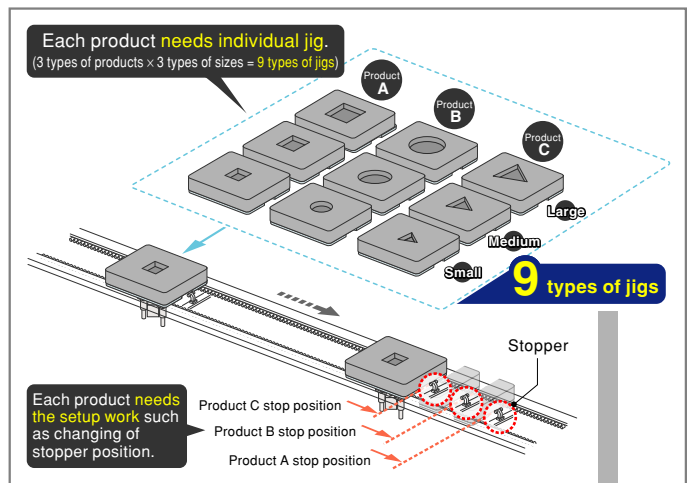 Each product needs individual jig.
(3 types of products × 3 types of sizes = 9 types of jigs)
Product
A
Product
B
Product
C
Large
Medium
Small
9 types of jigs
Stopper
Each product needs
the setup work such
as changing of
stopper position.
Product C stop position
Product B stop position
Product A stop position